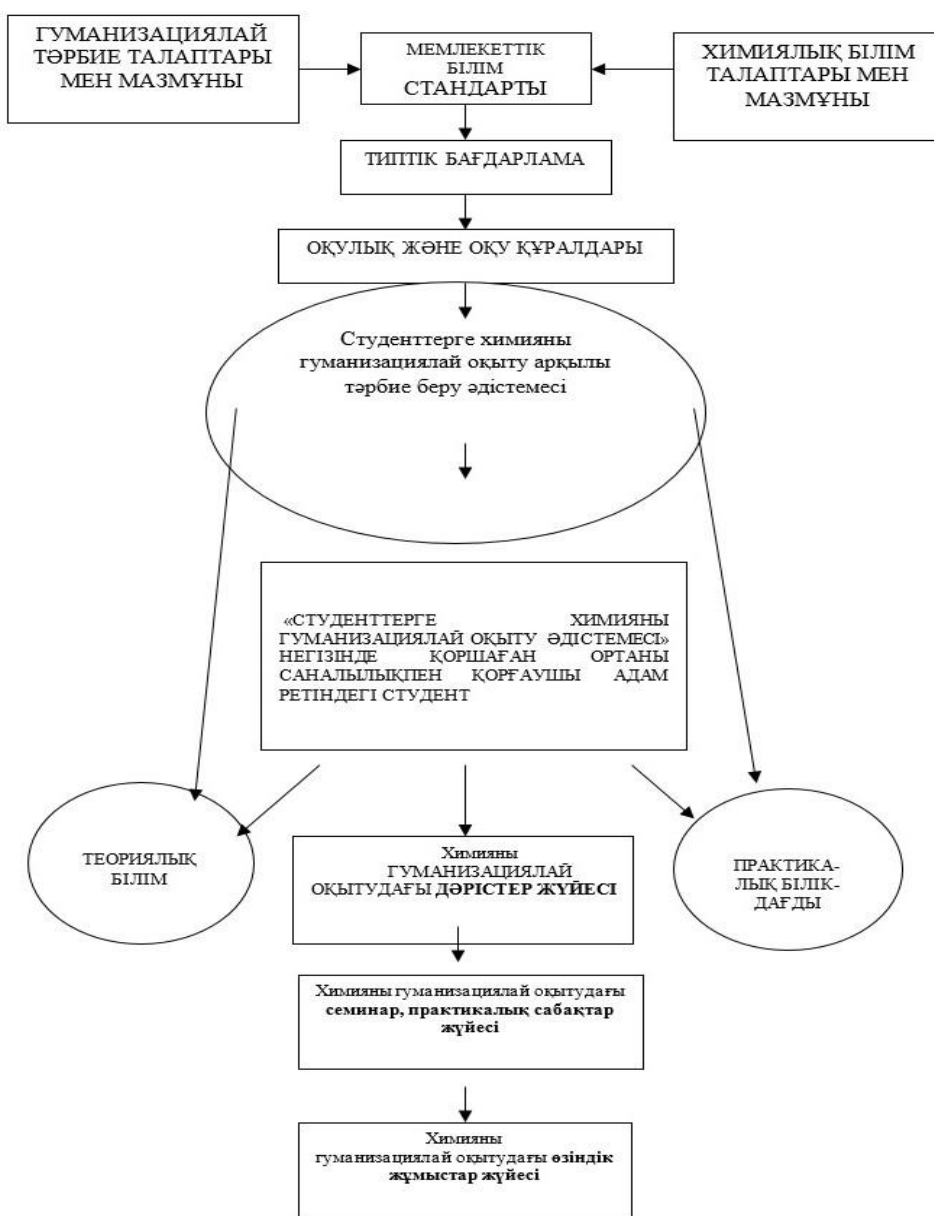 ГУМАНИЗАЦИЯЛАЙ
ТӘРБИЕ ТАЛАПТАРЫ
МЕН МАЗМҰНЫ
МЕМЛЕКЕТТІК
БІЛІМ
СТАНДАРТЫ
ХИМИЯЛЫҚ БІЛІМ
ТАЛАПТАРЫ МЕН
МАЗМҰНЫ
ТИПТІК БАҒДАРЛАМА
ОҚУЛЫҚ ЖӘНЕ ОҚУ ҚҰРАЛДАРЫ
Студенттерге химияны
гуманизациялай оқыту арқылы
тәрбие беру әдістемесі
«СТУДЕНТТЕРГЕ ХИМИЯНЫ
ГУМАНИЗАЦИЯЛАЙ ОҚЫТУ ӘДІСТЕМЕСІ»
НЕГІЗІНДЕ ҚОРШАҒАН ОРТАНЫ
САНАЛЫЛЫҚПЕН ҚОРҒАУШЫ АДАМ
РЕТІНДЕГІ СТУДЕНТ
ТЕОРИЯЛЫҚ
БІЛІМ
Химияны
ГУМАНИЗАЦИЯЛАЙ
ОҚЫТУДАҒЫ ДӘРІСТЕР ЖҮЙЕСІ
ПРАКТИКА-
ЛЫҚ БІЛІК-
ДАҒДЫ
Химияны гуманизациялай оқытудағы
семинар, практикалық сабақтар
жүйесі
Химияны
гуманизациялай оқытудағы өзіндік
жұмыстар жүйесі